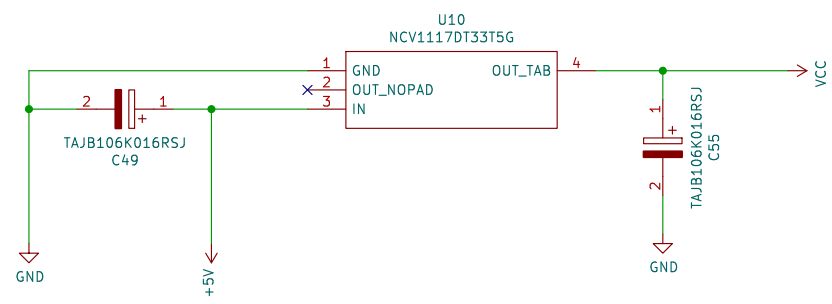 U10
NCV1117DT33T5G
1
GND
OUT_TAB
4
2
OUT_NOPAD
3
IN
2
1
+
TAJB106K016RSJ
C49
GND
+5V
VCC
1
+
2
TAJB106K016RSJ
C55
GND